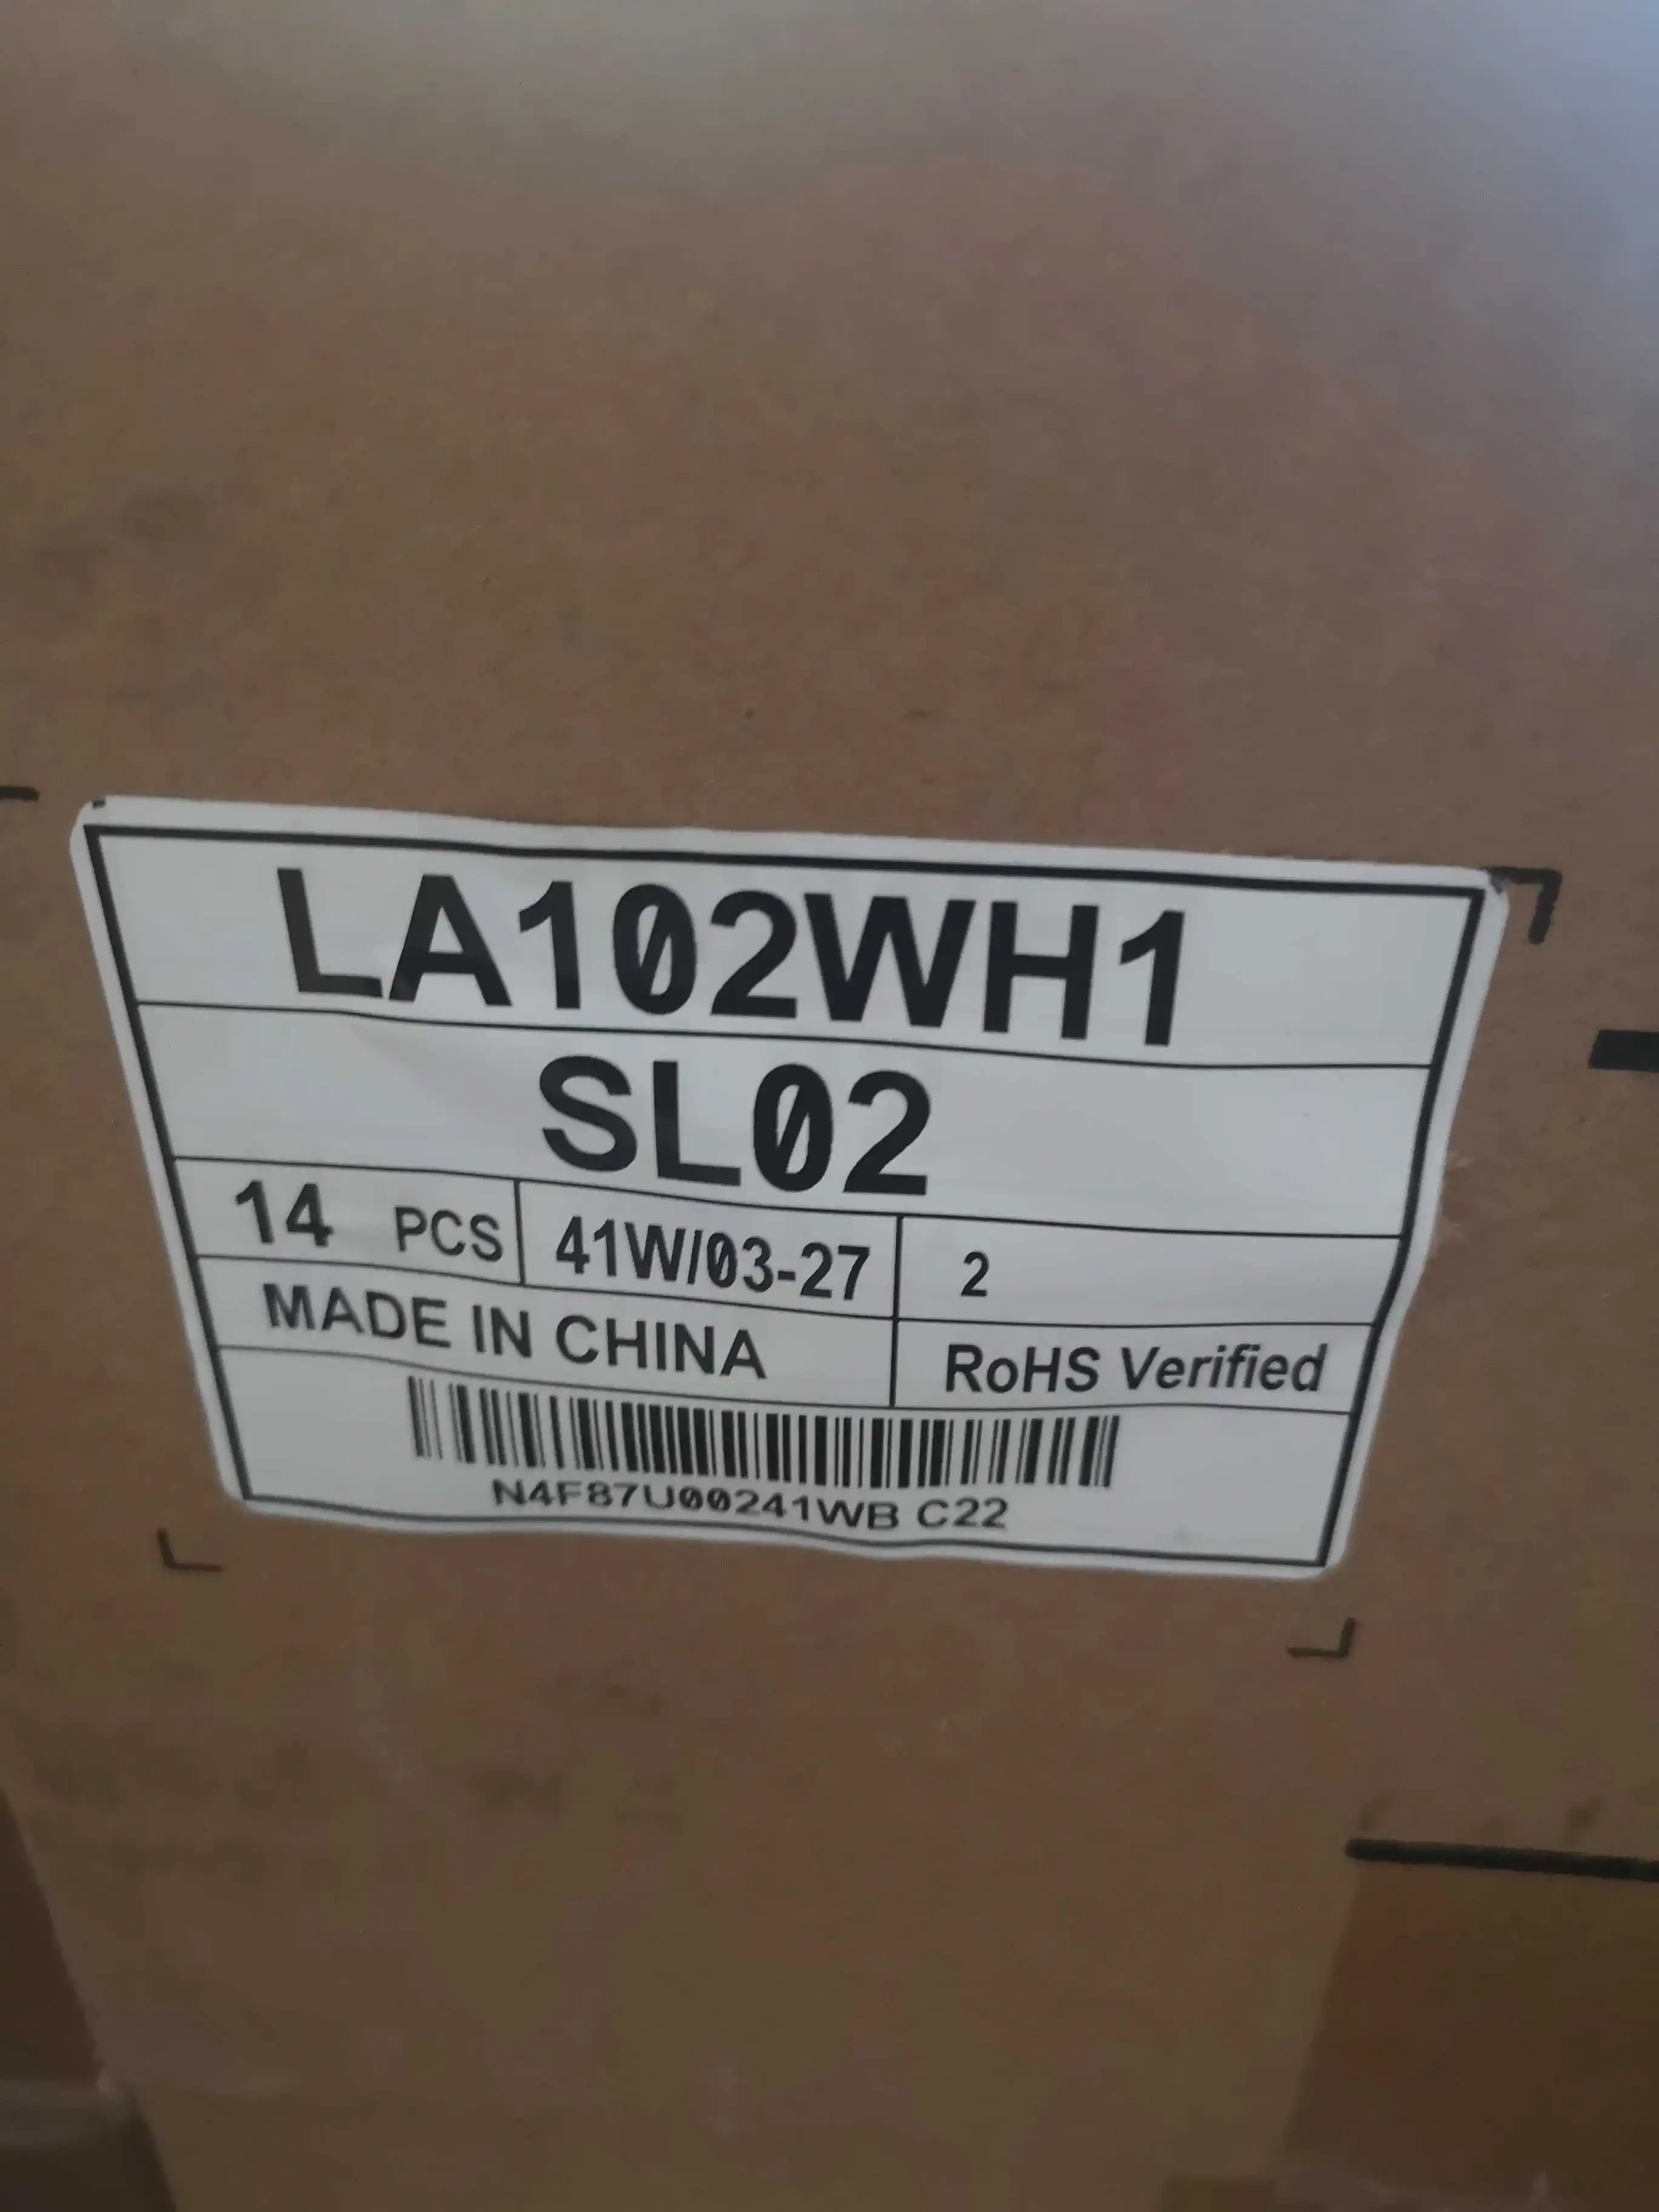 LA102WH1
SL02
14 PCS 41W/03-27 2
MADE IN CHINA RoHS Verified
N4F87U00241WB C22